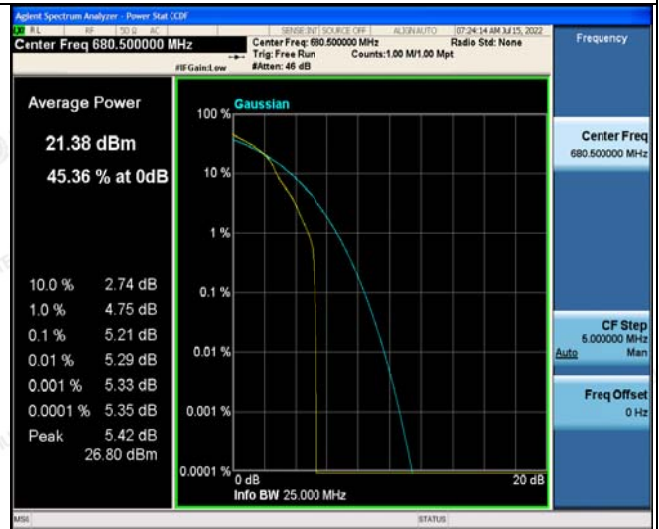 Agilent Spectrum Analyzer - Power Stat CCDF
RL RF 50 Ω AC SENSE:INT SOURCE OFF ALIGN AUTO 07:24:14 AM Jul 15, 2022
Center Freq 680.500000 MHz
Center Freq: 680.500000 MHz
Radio Std: None
Trig: Free Run
Counts:1.00 M/1.00 Mpt
#IFGain:Low
#Atten: 46 dB
Average Power
21.38 dBm
45.36 % at 0dB
10.0 % 2.74 dB
1.0 % 4.75 dB
0.1 % 5.21 dB
0.01 % 5.29 dB
0.001 % 5.33 dB
0.0001 % 5.35 dB
Peak 5.42 dB
26.80 dBm
Gaussian
100 %
10 %
1 %
0.1 %
0.01 %
0.001 %
0.0001 %
0 dB
20 dB
Info BW 25.000 MHz
Frequency
Center Freq
680.500000 MHz
CF Step
5.000000 MHz
Auto Man
Freq Offset
0 Hz
MSG
STATUS